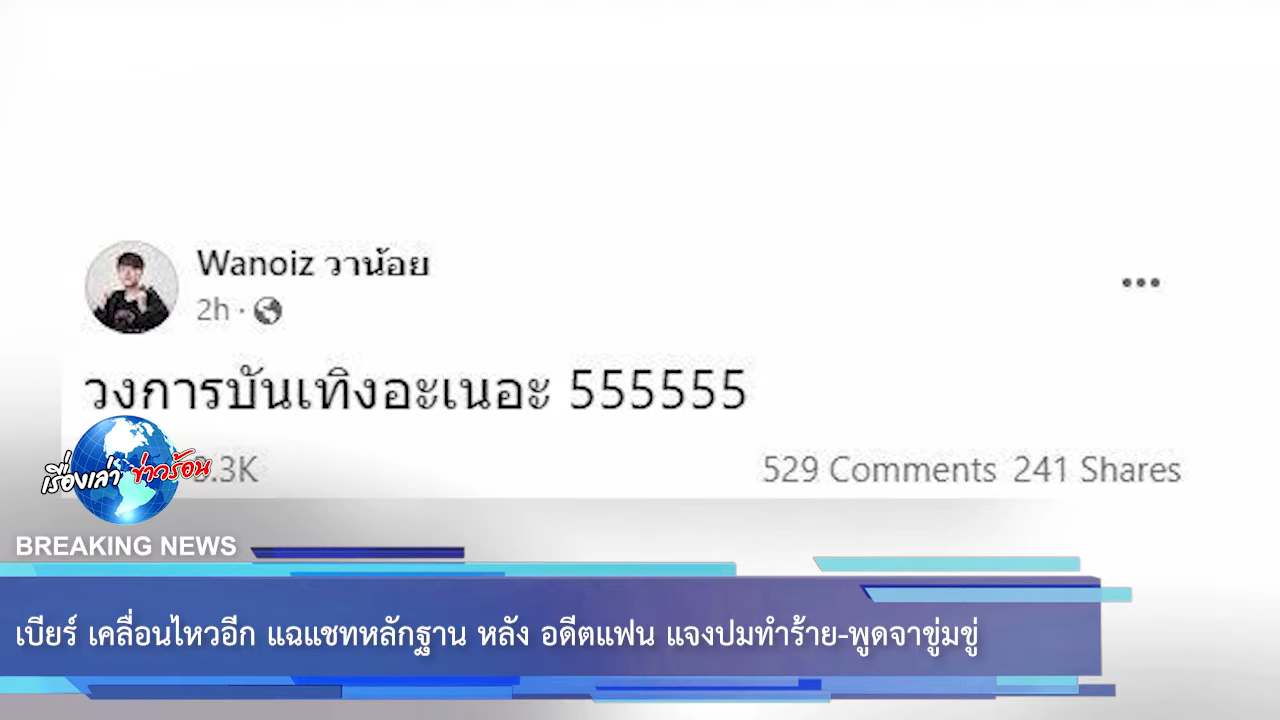 Wanoiz วาน้อย
2h ·
วงการบันเทิงอะเนอะ 555555
.3K
529 Comments 241 Shares
เรื่องเล่า ข่าวร้อน
BREAKING NEWS
เบียร์ เคลื่อนไหวอีก แฉแชทหลักฐาน หลัง อดีตแฟน แจงปมทำร้าย-พูดจาขู่มขู่